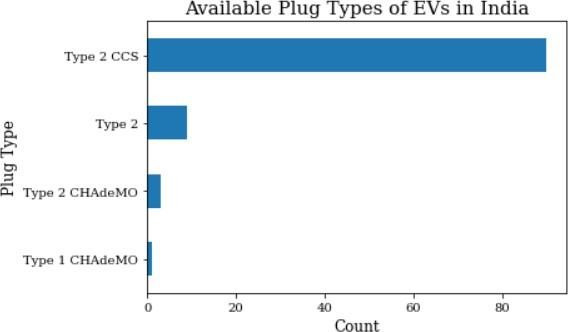 Available Plug Types of EVs in India
Plug Type
Type 2 CCS
Type 2
Type 2 CHAdeMO
Type 1 CHAdeMO
0 20 40 60 80
Count